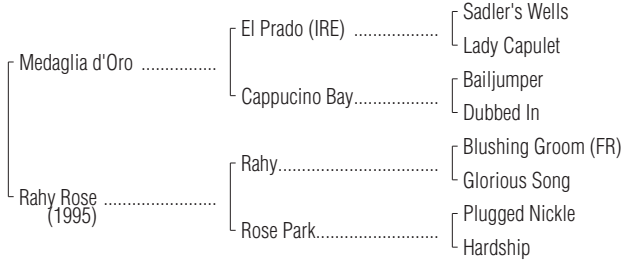 Sadler's Wells
El Prado (IRE) ..................
Lady Capulet
Medaglia d'Oro ................
Bailjumper
Cappucino Bay..................
Dubbed In
Blushing Groom (FR)
Rahy..................................
Glorious Song
Rahy Rose ........................
(1995)
Plugged Nickle
Rose Park..........................
Hardship